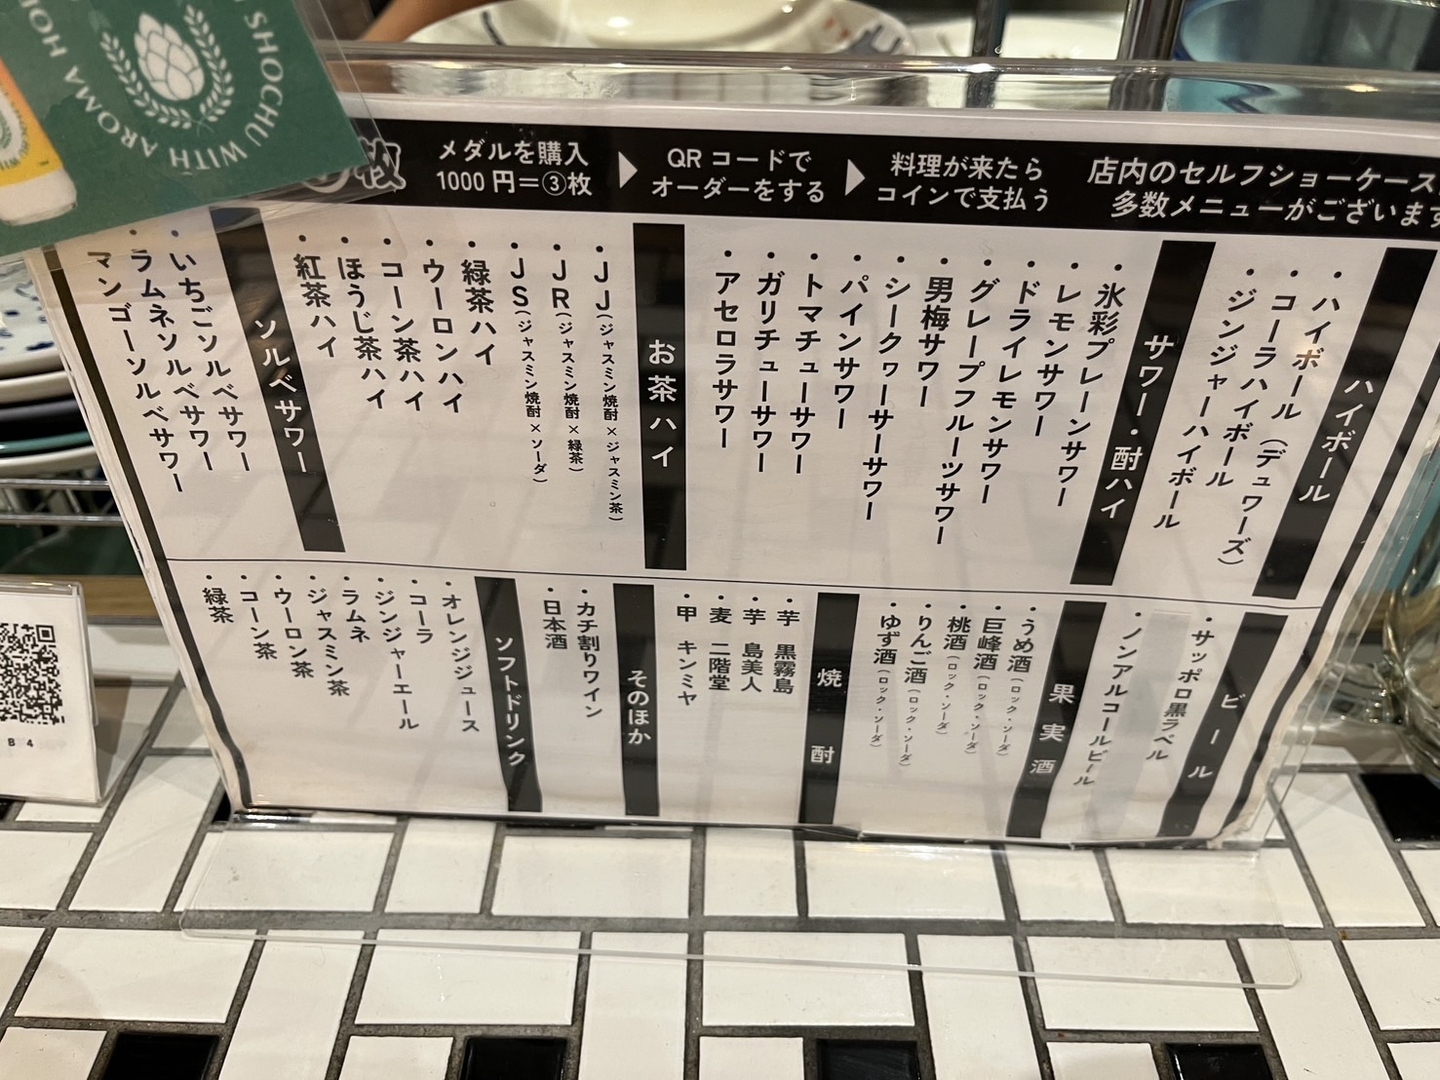 SHOCHU WITH AROMA HO
枚
メダルを購入
1000 円＝③枚
QR コードで
オーダーをする
料理が来たら
コインで支払う
店内のセルフショーケース
多数メニューがございます
ハイボール
・ハイボール（デュワーズ）
・コーラハイボール
・ジンジャーハイボール
サワー・酎ハイ
・氷彩プレーンサワー
・レモンサワー
・ドライレモンサワー
・グレープフルーツサワー
・男梅サワー
・シークヮーサーサワー
・パインサワー
・トマチューサワー
・ガリチューサワー
・アセロラサワー
お茶ハイ
・JJ（ジャスミン焼酎×ジャスミン茶）
・JR（ジャスミン焼酎×緑茶）
・JS（ジャスミン焼酎×ソーダ）
・緑茶ハイ
・ウーロンハイ
・コーン茶ハイ
・ほうじ茶ハイ
・紅茶ハイ
ソルベサワー
・いちごソルベサワー
・ラムネソルベサワー
マンゴーソルベサワー
ビール
・サッポロ黒ラベル
・ノンアルコールビール
果実酒
・うめ酒（ロック・ソーダ）
・巨峰酒（ロック・ソーダ）
・桃酒（ロック・ソーダ）
・りんご酒（ロック・ソーダ）
・ゆず酒（ロック・ソーダ）
焼酎
・芋 黒霧島
・芋 島美人
・麦 二階堂
・甲 キンミヤ
そのほか
・カチ割りワイン
・日本酒
ソフトドリンク
・オレンジジュース
・コーラ
・ジンジャーエール
・ラムネ
・ジャスミン茶
・ウーロン茶
・コーン茶
・緑茶
B4